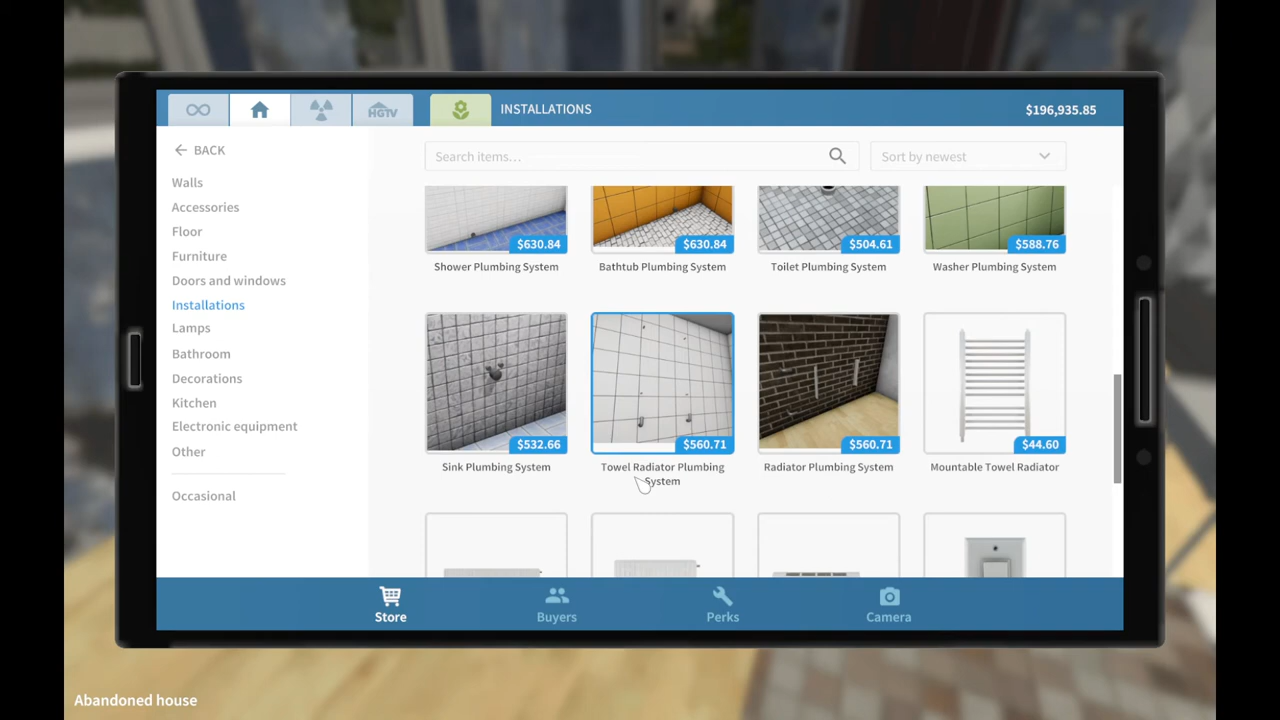 HGTV
INSTALLATIONS
$196,935.85
BACK
Search items...
Sort by newest
Walls
Accessories
Floor
Furniture
Doors and windows
Installations
Lamps
Bathroom
Decorations
Kitchen
Electronic equipment
Other
Occasional
$630.84
$630.84
$504.61
$588.76
Shower Plumbing System
Bathtub Plumbing System
Toilet Plumbing System
Washer Plumbing System
$532.66
$560.71
$560.71
$44.60
Sink Plumbing System
Towel Radiator Plumbing
System
Radiator Plumbing System
Mountable Towel Radiator
Store
Buyers
Perks
Camera
Abandoned house